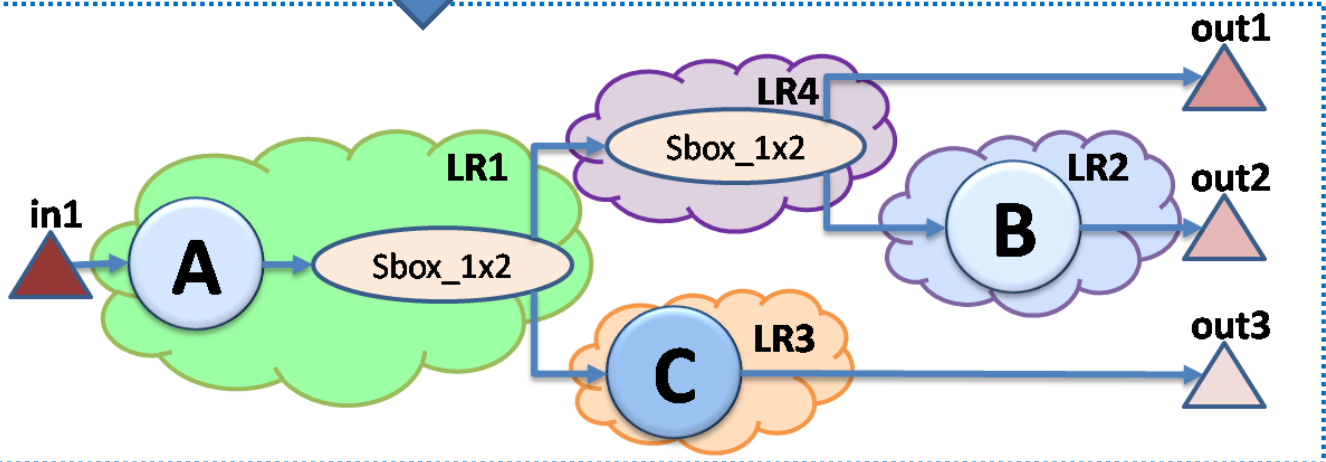 out1
LR4
Sbox_1x2
LR1
LR2
out2
in1
B
A
Sbox_1x2
out3
LR3
C